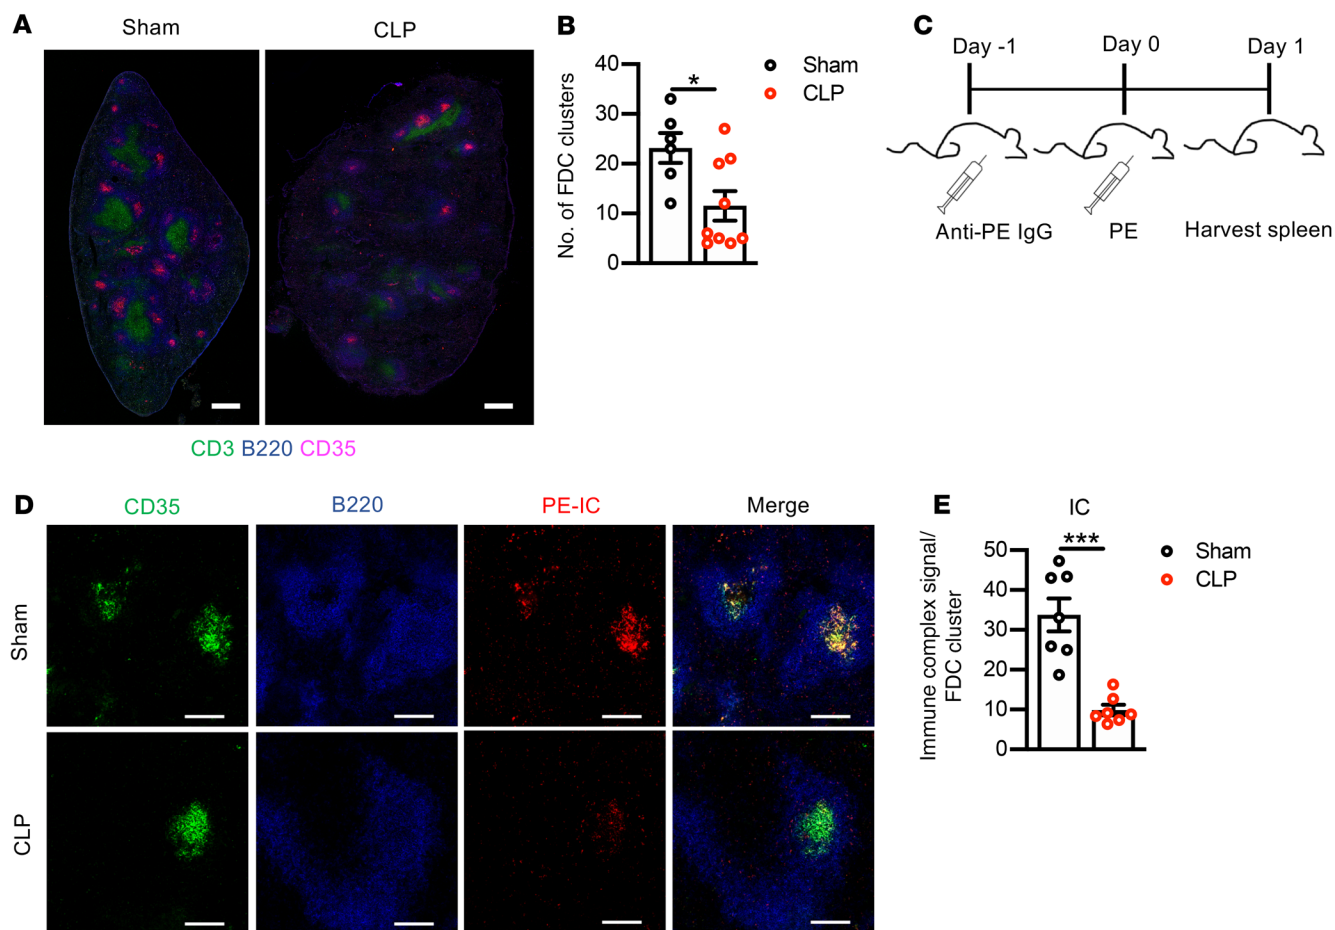 A
Sham
CLP
CD3 B220 CD35
B
No. of FDC clusters
40
30
20
10
0
*
Sham
CLP
C
Day -1
Day 0
Day 1
Anti-PE IgG
PE
Harvest spleen
D
CD35
B220
PE-IC
Merge
Sham
CLP
E
IC
Immune complex signal/
FDC cluster
50
40
30
20
10
0
***
Sham
CLP